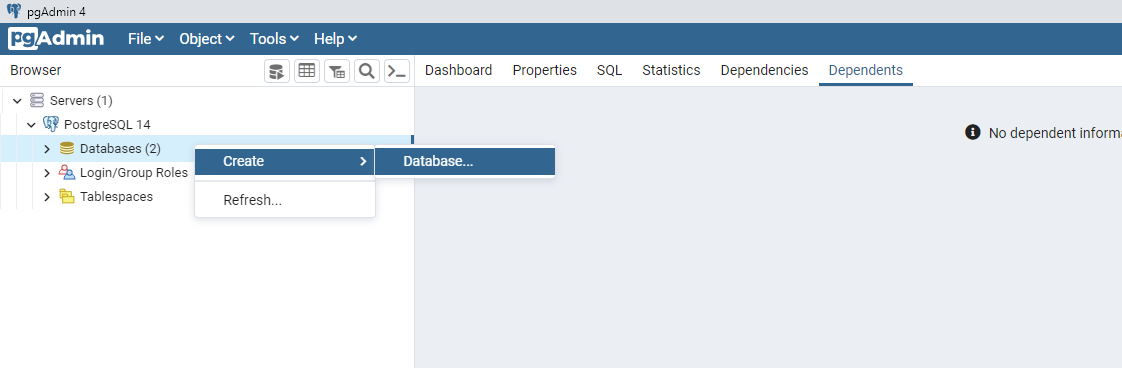 pgAdmin 4
pgAdmin File Object Tools Help
Browser Dashboard Properties SQL Statistics Dependencies Dependents
Servers (1)
PostgreSQL 14
No dependent informa
Databases (2)
Create Database...
Login/Group Roles
Tablespaces
Refresh...